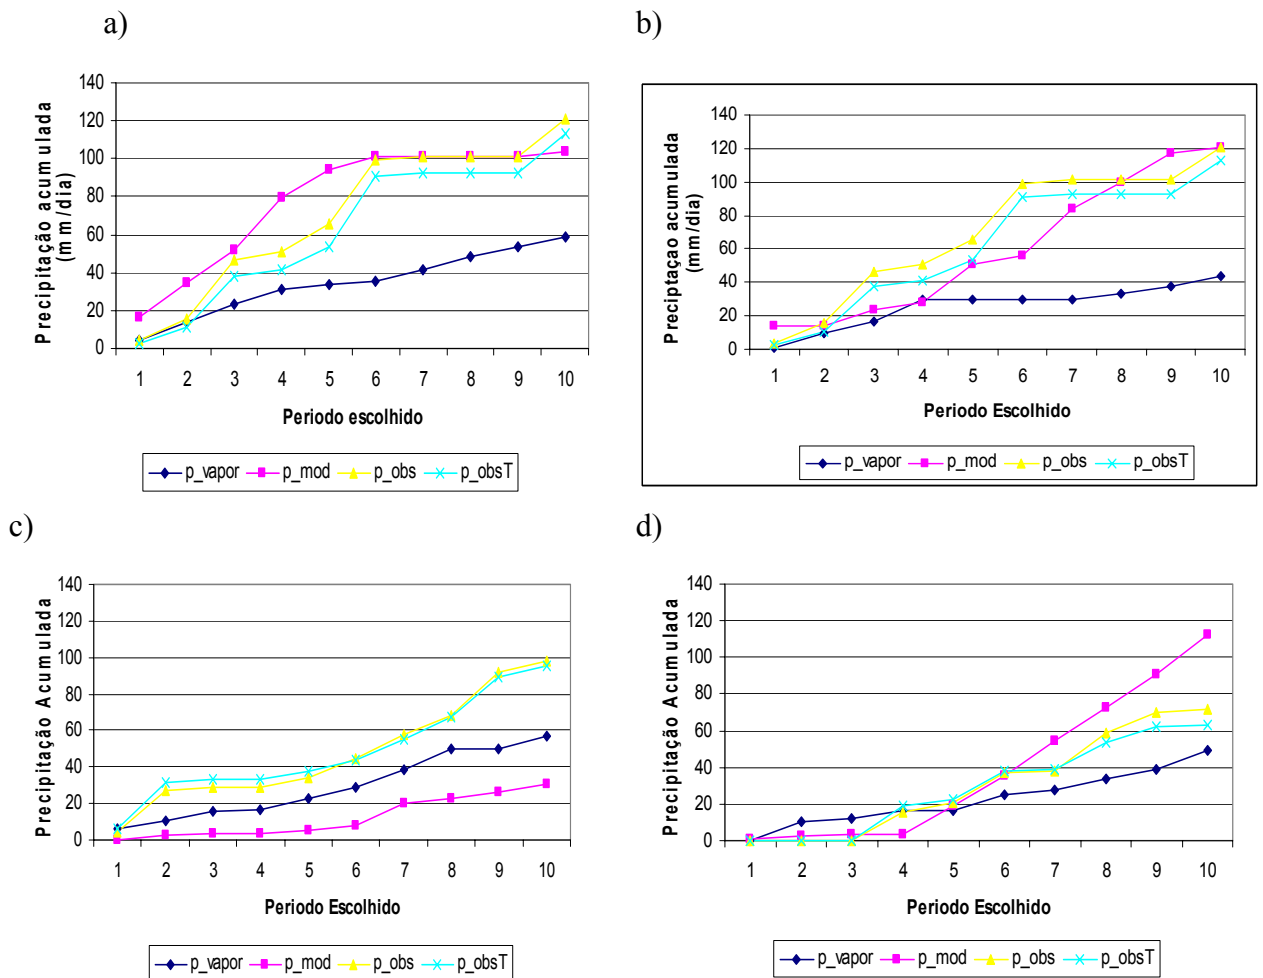 a)
Precipitação acumulada
(mm/dia)
140
120
100
80
60
40
20
0
1 2 3 4 5 6 7 8 9 10
Periodo escolhido
p_vapor p_mod p_obs p_obsT
b)
Preciptaçao acumulada
(mm/dia)
140
120
100
80
60
40
20
0
1 2 3 4 5 6 7 8 9 10
Periodo Escolhido
p_vapor p_mod p_obs p_obsT
c)
Precipitação Acumulada
140
120
100
80
60
40
20
0
1 2 3 4 5 6 7 8 9 10
Periodo Escolhido
p_vapor p_mod p_obs p_obsT
d)
Precipitação Acumulada
140
120
100
80
60
40
20
0
1 2 3 4 5 6 7 8 9 10
Periodo Escolhido
p_vapor p_mod p_obs p_obsT